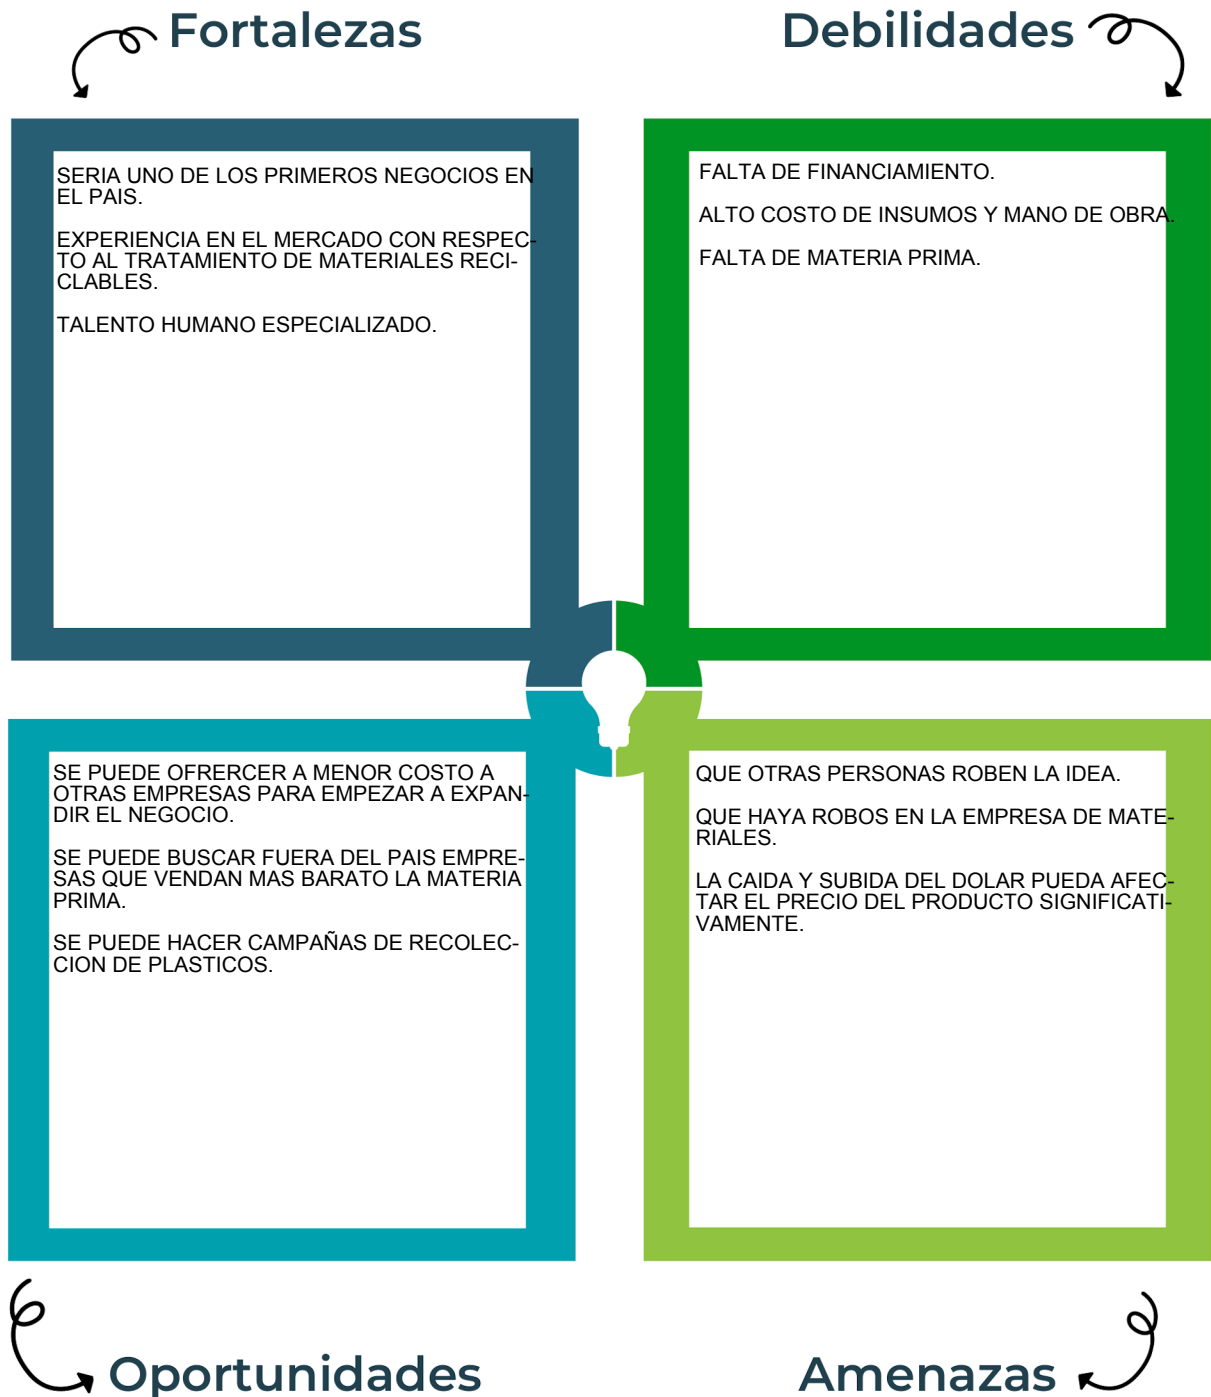 Fortalezas
SERIA UNO DE LOS PRIMEROS NEGOCIOS EN
EL PAIS.
EXPERIENCIA EN EL MERCADO CON RESPEC-
TO AL TRATAMIENTO DE MATERIALES RECI-
CLABLES.
TALENTO HUMANO ESPECIALIZADO.
Debilidades
FALTA DE FINANCIAMIENTO.
ALTO COSTO DE INSUMOS Y MANO DE OBRA.
FALTA DE MATERIA PRIMA.
SE PUEDE OFRERCER A MENOR COSTO A
OTRAS EMPRESAS PARA EMPEZAR A EXPAN-
DIR EL NEGOCIO.
SE PUEDE BUSCAR FUERA DEL PAIS EMPRE-
SAS QUE VENDAN MAS BARATO LA MATERIA
PRIMA.
SE PUEDE HACER CAMPAÑAS DE RECOLEC-
CION DE PLASTICOS.
Oportunidades
QUE OTRAS PERSONAS ROBEN LA IDEA.
QUE HAYA ROBOS EN LA EMPRESA DE MATE-
RIALES.
LA CAIDA Y SUBIDA DEL DOLAR PUEDA AFEC-
TAR EL PRECIO DEL PRODUCTO SIGNIFICATI-
VAMENTE.
Amenazas